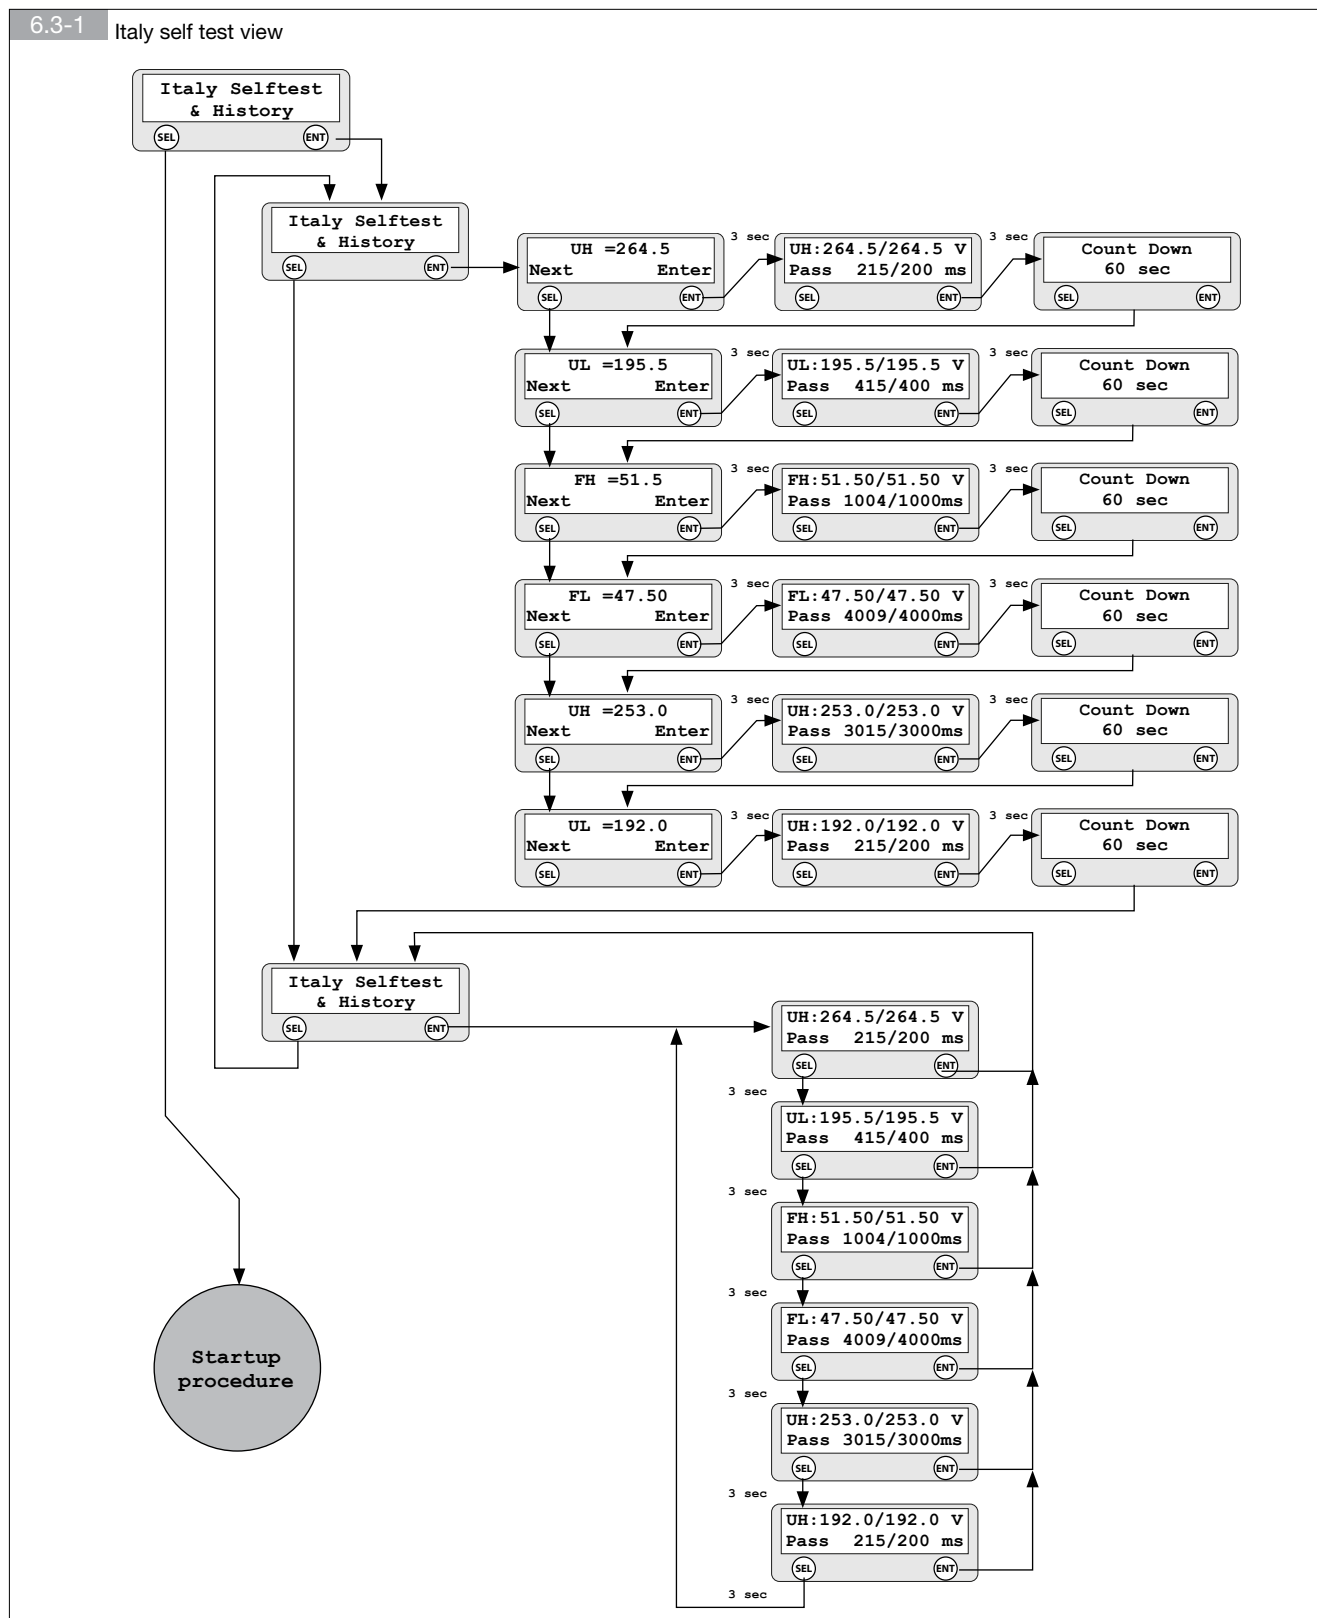 6.3-1 Italy self test view
Italy Selftest
& History
SEL ENT
Italy Selftest
& History
SEL ENT
UH =264.5
Next Enter
SEL ENT
3 sec
UH:264.5/264.5 V
Pass 215/200 ms
SEL ENT
3 sec
Count Down
60 sec
SEL ENT
UL =195.5
Next Enter
SEL ENT
3 sec
UL:195.5/195.5 V
Pass 415/400 ms
SEL ENT
3 sec
Count Down
60 sec
SEL ENT
FH =51.5
Next Enter
SEL ENT
3 sec
FH:51.50/51.50 V
Pass 1004/1000ms
SEL ENT
3 sec
Count Down
60 sec
SEL ENT
FL =47.50
Next Enter
SEL ENT
3 sec
FL:47.50/47.50 V
Pass 4009/4000ms
SEL ENT
3 sec
Count Down
60 sec
SEL ENT
UH =253.0
Next Enter
SEL ENT
3 sec
UH:253.0/253.0 V
Pass 3015/3000ms
SEL ENT
3 sec
Count Down
60 sec
SEL ENT
UL =192.0
Next Enter
SEL ENT
3 sec
UH:192.0/192.0 V
Pass 215/200 ms
SEL ENT
3 sec
Count Down
60 sec
SEL ENT
Italy Selftest
& History
SEL ENT
UH:264.5/264.5 V
Pass 215/200 ms
SEL ENT
3 sec
UL:195.5/195.5 V
Pass 415/400 ms
SEL ENT
3 sec
FH:51.50/51.50 V
Pass 1004/1000ms
SEL ENT
3 sec
FL:47.50/47.50 V
Pass 4009/4000ms
SEL ENT
3 sec
UH:253.0/253.0 V
Pass 3015/3000ms
SEL ENT
3 sec
UH:192.0/192.0 V
Pass 215/200 ms
SEL ENT
3 sec
Startup
procedure